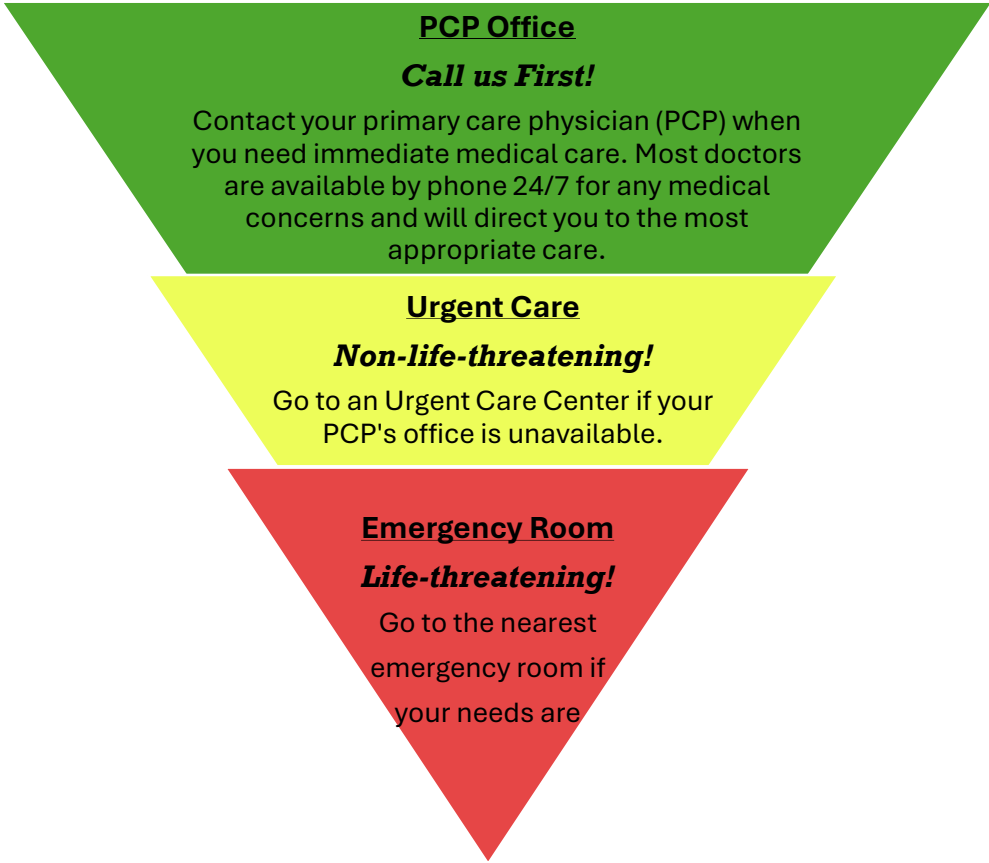 PCP Office
Call us First!
Contact your primary care physician (PCP) when
you need immediate medical care. Most doctors
are available by phone 24/7 for any medical
concerns and will direct you to the most
appropriate care.
Urgent Care
Non-life-threatening!
Go to an Urgent Care Center if your
PCP's office is unavailable.
Emergency Room
Life-threatening!
Go to the nearest
emergency room if
your needs are